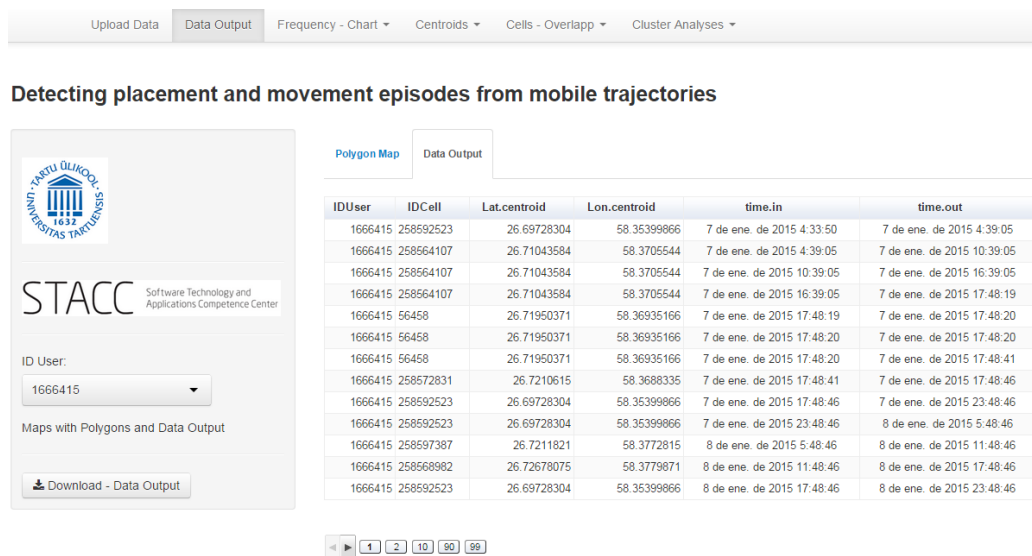 Upload Data Data Output Frequency - Chart Centroids Cells - Overlapp Cluster Analyses
Detecting placement and movement episodes from mobile trajectories
TARTU ÜLIKOOL
UNIVERSITAS TARTUENSIS
1632
STACC Software Technology and
Applications Competence Center
ID User:
1666415
Maps with Polygons and Data Output
Download - Data Output
Polygon Map Data Output
IDUser IDCell Lat.centroid Lon.centroid time.in time.out
1666415 258592523 26.69728304 58.35399866 7 de ene. de 2015 4:33:50 7 de ene. de 2015 4:39:05
1666415 258564107 26.71043584 58.3705544 7 de ene. de 2015 4:39:05 7 de ene. de 2015 10:39:05
1666415 258564107 26.71043584 58.3705544 7 de ene. de 2015 10:39:05 7 de ene. de 2015 16:39:05
1666415 258564107 26.71043584 58.3705544 7 de ene. de 2015 16:39:05 7 de ene. de 2015 17:48:19
1666415 56458 26.71950371 58.36935166 7 de ene. de 2015 17:48:19 7 de ene. de 2015 17:48:20
1666415 56458 26.71950371 58.36935166 7 de ene. de 2015 17:48:20 7 de ene. de 2015 17:48:20
1666415 56458 26.71950371 58.36935166 7 de ene. de 2015 17:48:20 7 de ene. de 2015 17:48:41
1666415 258572831 26.7210615 58.3688335 7 de ene. de 2015 17:48:41 7 de ene. de 2015 17:48:46
1666415 258592523 26.69728304 58.35399866 7 de ene. de 2015 17:48:46 7 de ene. de 2015 23:48:46
1666415 258592523 26.69728304 58.35399866 7 de ene. de 2015 23:48:46 8 de ene. de 2015 5:48:46
1666415 258597387 26.7211821 58.3772815 8 de ene. de 2015 5:48:46 8 de ene. de 2015 11:48:46
1666415 258568982 26.72678075 58.3779871 8 de ene. de 2015 11:48:46 8 de ene. de 2015 17:48:46
1666415 258592523 26.69728304 58.35399866 8 de ene. de 2015 17:48:46 8 de ene. de 2015 23:48:46
1 2 10 90 99